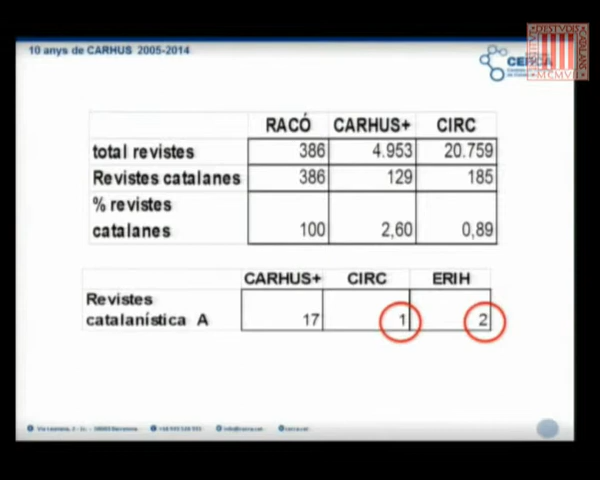 10 anys de CARHUS 2005-2014
CERCA
RACÓ CARHUS+ CIRC
total revistes 386 4.953 20.759
Revistes catalanes 386 129 185
% revistes
catalanes 100 2,60 0,89
CARHUS+ CIRC ERIH
Revistes
catalanística A 17 1 2
MCMVII